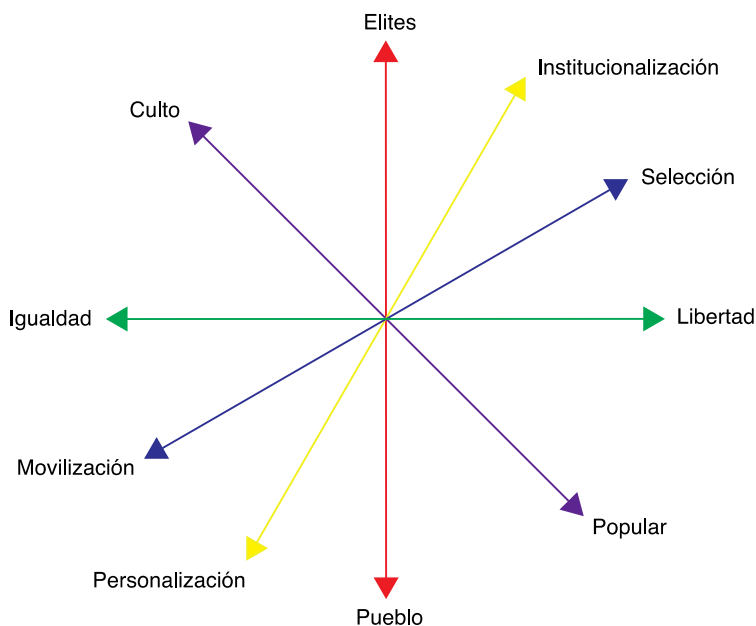 Elites
Institucionalización
Culto
Selección
Igualdad
Libertad
Movilización
Popular
Personalización
Pueblo